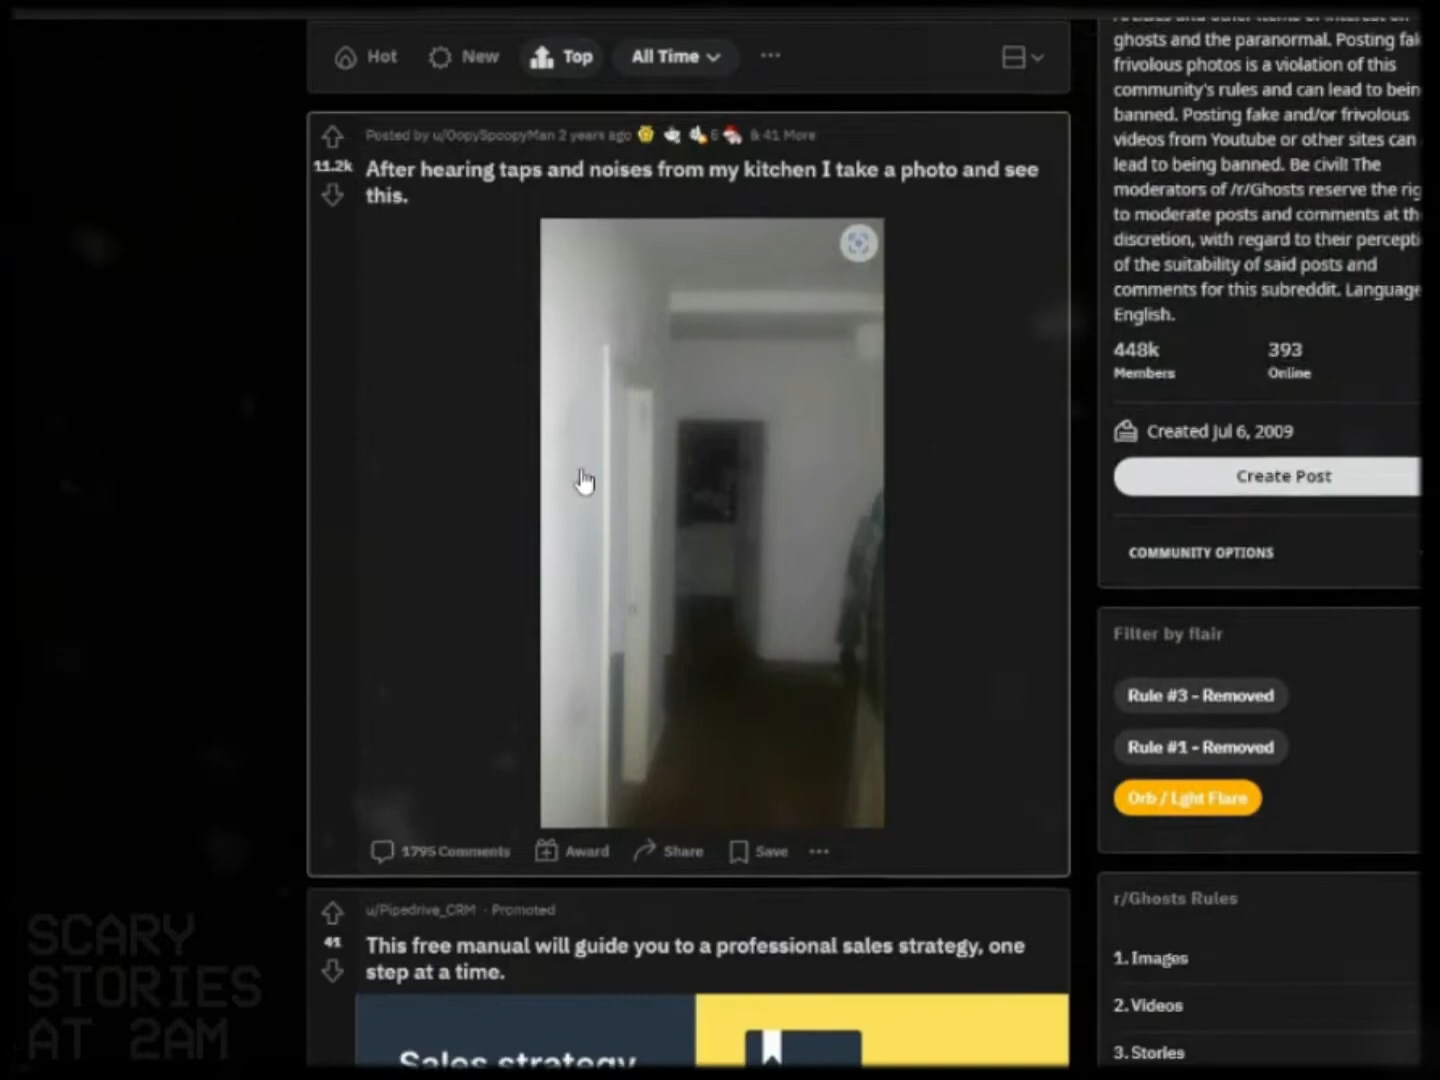 Hot New Top All Time ...
Posted by u/OopySpoopyMan 2 years ago 6 & 41 More
11.2k
After hearing taps and noises from my kitchen I take a photo and see
this.
1795 Comments Award Share Save ...
u/Pipedrive_CRM · Promoted
41
This free manual will guide you to a professional sales strategy, one
step at a time.
Sales strategy
ghosts and the paranormal. Posting fak
frivolous photos is a violation of this
community's rules and can lead to bein
banned. Posting fake and/or frivolous
videos from Youtube or other sites can
lead to being banned. Be civil! The
moderators of /r/Ghosts reserve the rig
to moderate posts and comments at th
discretion, with regard to their percepti
of the suitability of said posts and
comments for this subreddit. Language
English.
448k 393
Members Online
Created Jul 6, 2009
Create Post
COMMUNITY OPTIONS
Filter by flair
Rule #3 - Removed
Rule #1 - Removed
Orb / Lght Flare
r/Ghosts Rules
1. Images
2. Videos
3. Stories
SCARY
STORIES
AT 2AM